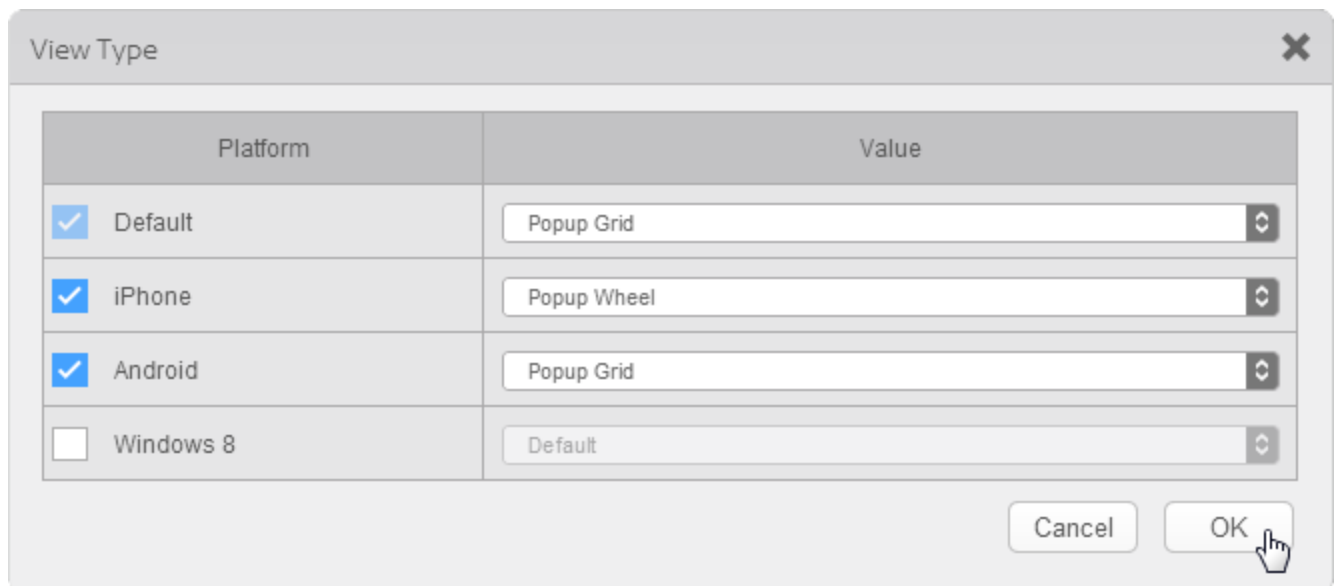 View Type
Platform Value
Default Popup Grid
iPhone Popup Wheel
Android Popup Grid
Windows 8 Default
Cancel OK